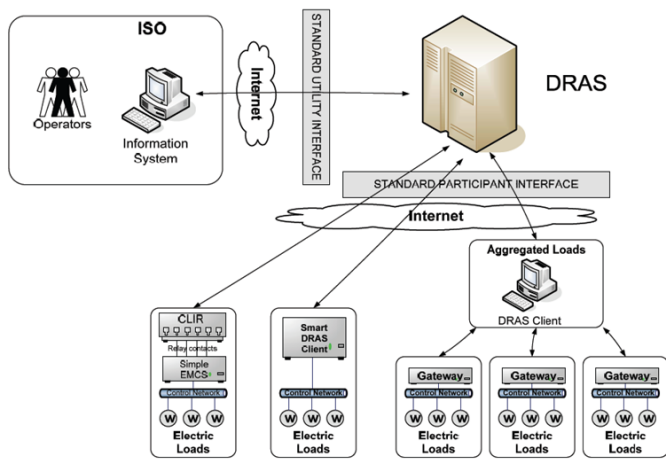 ISO
Operators
Information
System
Internet
STANDARD UTILITY INTERFACE
DRAS
STANDARD PARTICIPANT INTERFACE
Internet
Aggregated Loads
DRAS Client
CLIR
Relay contacts
Simple
EMCS
Control Network
W W W
Electric
Loads
Smart
DRAS
Client
Control Network
W W W
Electric
Loads
Gateway
Control Network
W W W
Electric
Loads
Gateway
Control Network
W W W
Electric
Loads
Gateway
Control Network
W W W
Electric
Loads